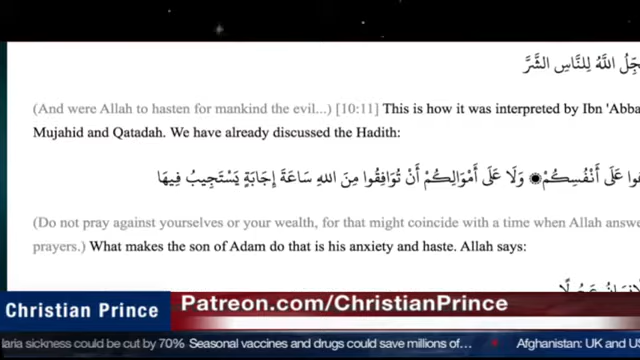 جِّلُ اللَّهُ لِلنَّاسِ الشَّرَّ
(And were Allah to hasten for mankind the evil...) [10:11] This is how it was interpreted by Ibn 'Abba
Mujahid and Qatadah. We have already discussed the Hadith:
عَلَى أَنْفُسِكُمْ وَلَا عَلَى أَمْوَالِكُمْ أَنْ تُوَافِقُوا مِنَ اللهِ سَاعَةَ إِجَابَةٍ يَسْتَجِيبُ فِيهَا
(Do not pray against yourselves or your wealth, for that might coincide with a time when Allah answe
prayers.) What makes the son of Adam do that is his anxiety and haste. Allah says:
Christian Prince
Patreon.com/ChristianPrince
laria sickness could be cut by 70% Seasonal vaccines and drugs could save millions of... Afghanistan: UK and U